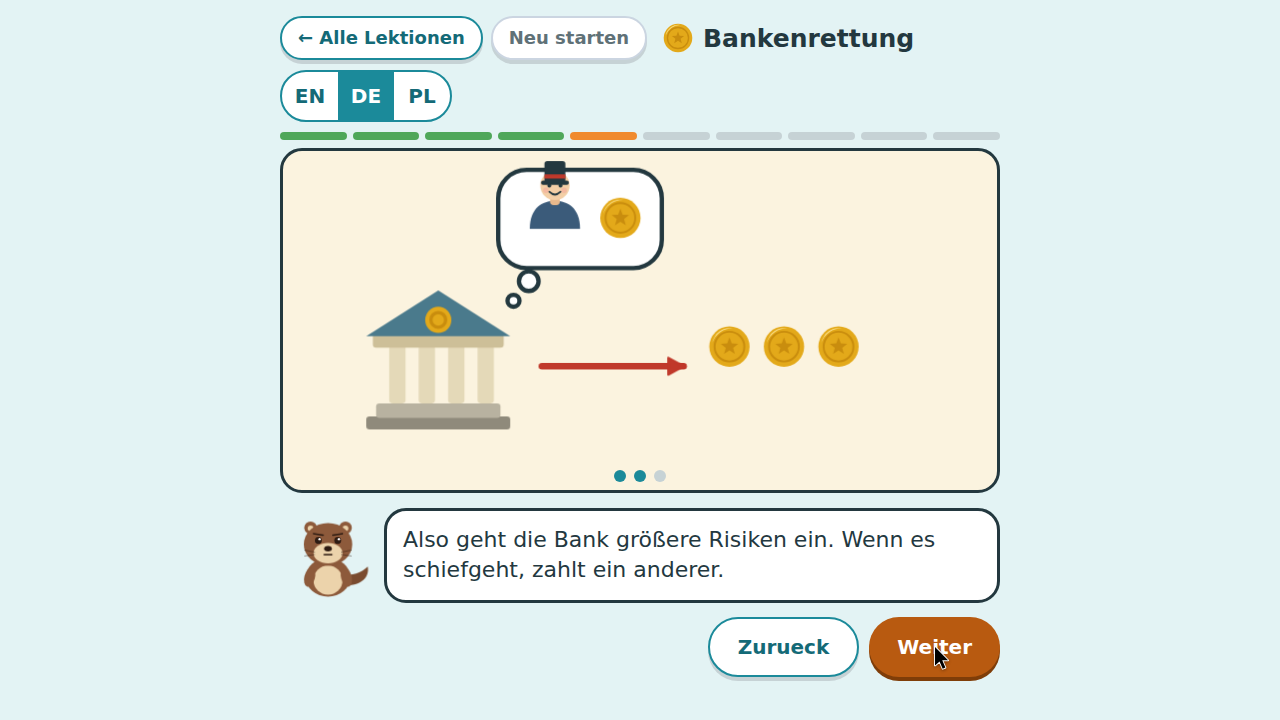 ← Alle Lektionen
Neu starten
Bankenrettung
EN DE PL
Also geht die Bank größere Risiken ein. Wenn es
schiefgeht, zahlt ein anderer.
Zurueck
Weiter